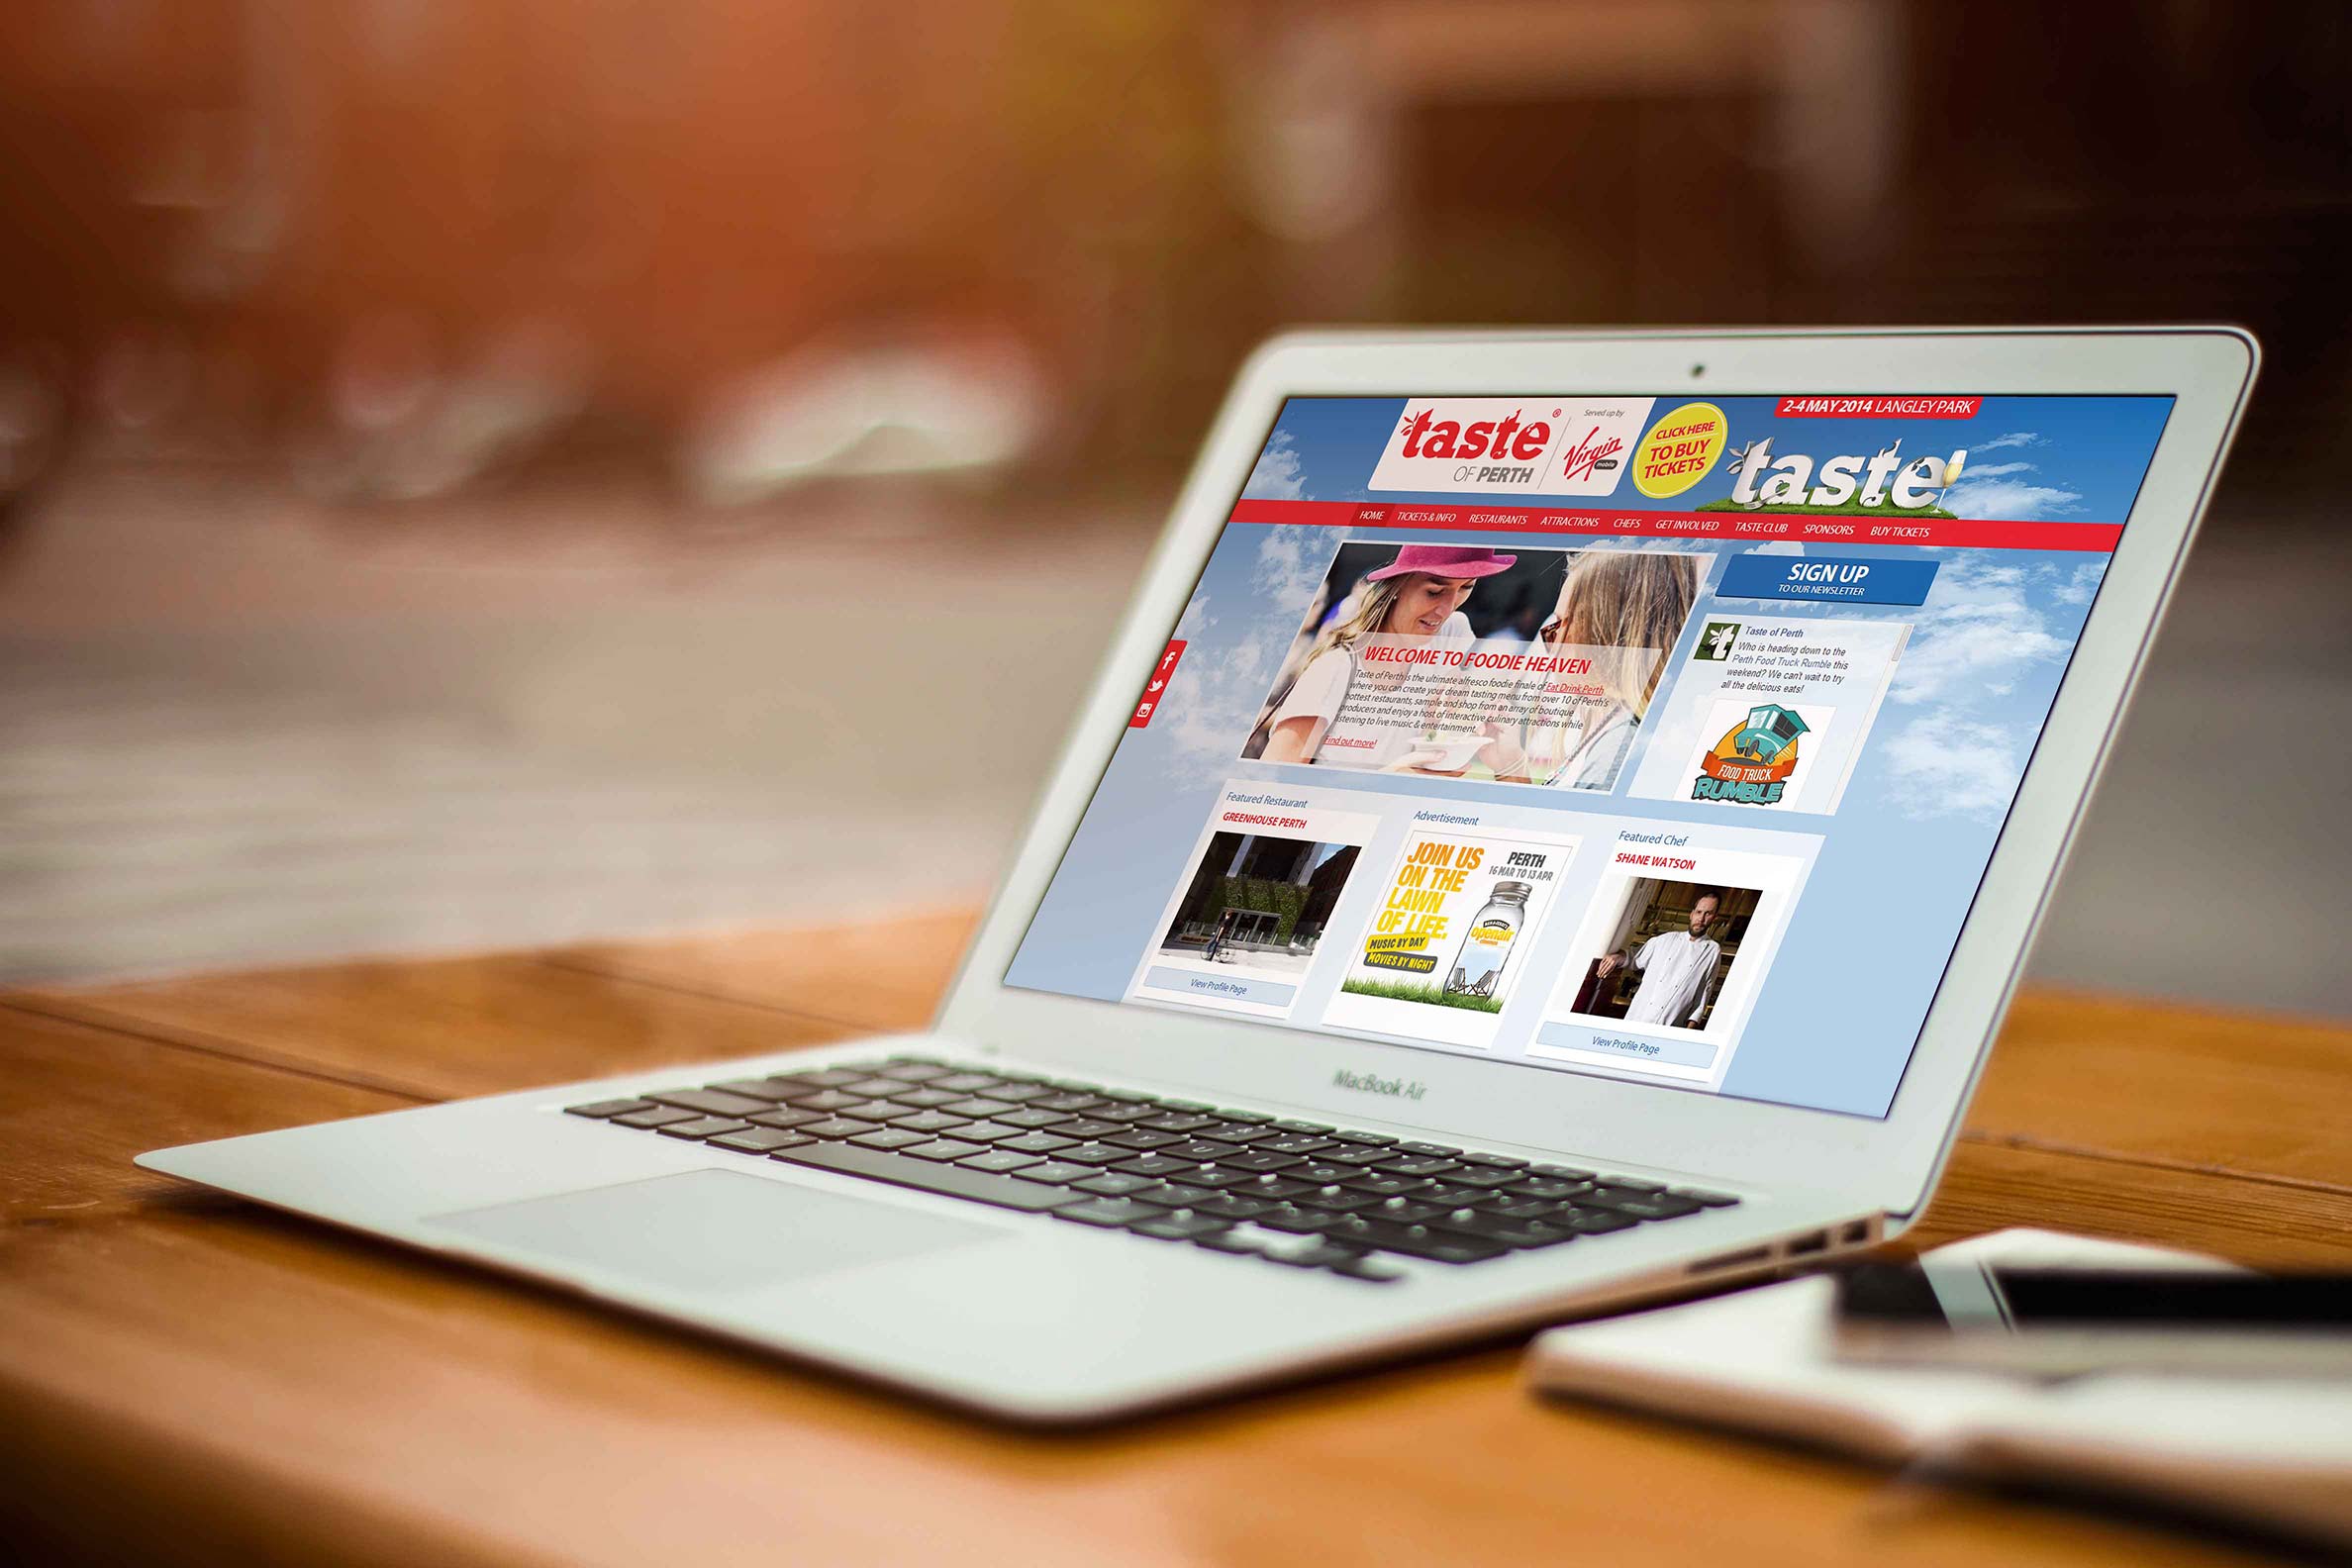 2-4 MAY 2014 LANGLEY PARK
taste®
OF PERTH
Served up by
Virgin
mobile
CLICK HERE
TO BUY
TICKETS
taste
HOME TICKETS & INFO RESTAURANTS ATTRACTIONS CHEFS GET INVOLVED TASTE CLUB SPONSORS BUY TICKETS
WELCOME TO FOODIE HEAVEN
Taste of Perth is the ultimate alfresco foodie finale of Eat Drink Perth
where you can create your dream tasting menu from over 10 of Perth's
hottest restaurants, sample and shop from an array of boutique
producers and enjoy a host of interactive culinary attractions while
listening to live music & entertainment.
Find out more!
SIGN UP
TO OUR NEWSLETTER
Taste of Perth
Who is heading down to the
Perth Food Truck Rumble this
weekend? We can't wait to try
all the delicious eats!
FOOD TRUCK
RUMBLE
Featured Restaurant
GREENHOUSE PERTH
View Profile Page
Advertisement
JOIN US
ON THE
LAWN
OF LIFE.
MUSIC BY DAY
MOVIES BY NIGHT
PERTH
16 MAR TO 13 APR
openair
cinemas
Featured Chef
SHANE WATSON
View Profile Page
MacBook Air